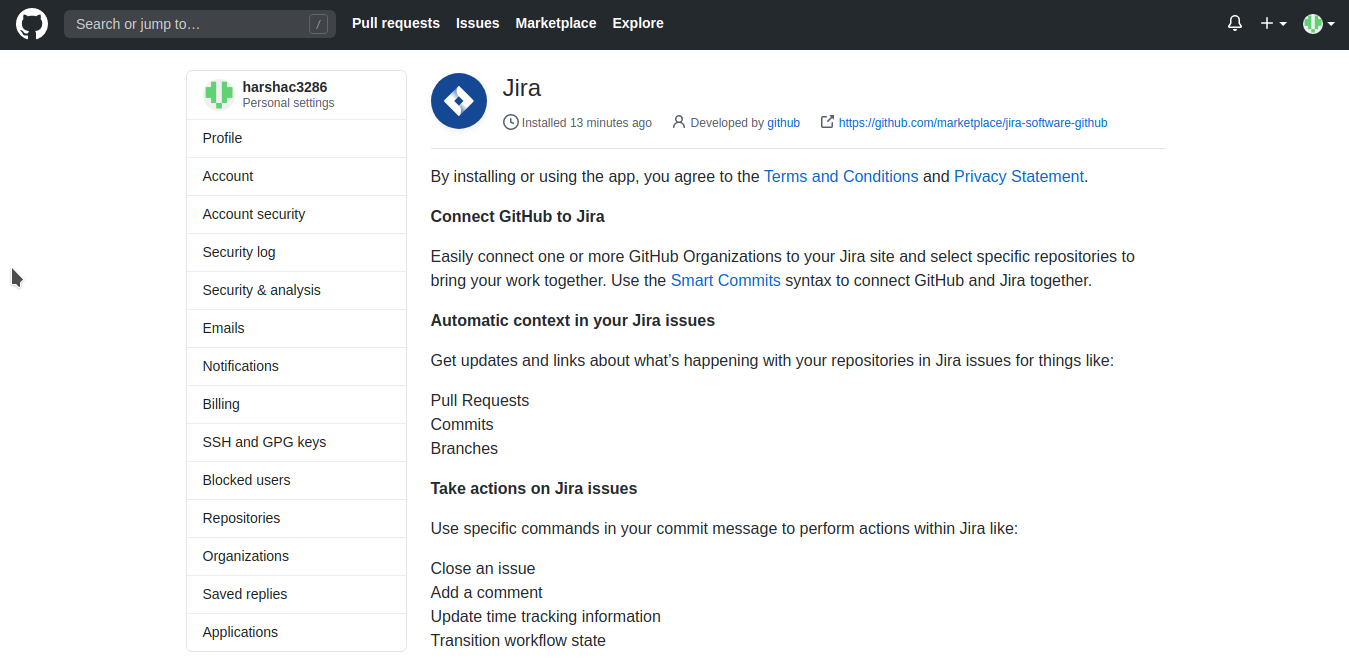 Search or jump to…
/
Pull requests
Issues
Marketplace
Explore
harshac3286
Personal settings
Profile
Account
Account security
Security log
Security & analysis
Emails
Notifications
Billing
SSH and GPG keys
Blocked users
Repositories
Organizations
Saved replies
Applications
Jira
Installed 13 minutes ago
Developed by github
https://github.com/marketplace/jira-software-github
By installing or using the app, you agree to the Terms and Conditions and Privacy Statement.
Connect GitHub to Jira
Easily connect one or more GitHub Organizations to your Jira site and select specific repositories to
bring your work together. Use the Smart Commits syntax to connect GitHub and Jira together.
Automatic context in your Jira issues
Get updates and links about what’s happening with your repositories in Jira issues for things like:
Pull Requests
Commits
Branches
Take actions on Jira issues
Use specific commands in your commit message to perform actions within Jira like:
Close an issue
Add a comment
Update time tracking information
Transition workflow state